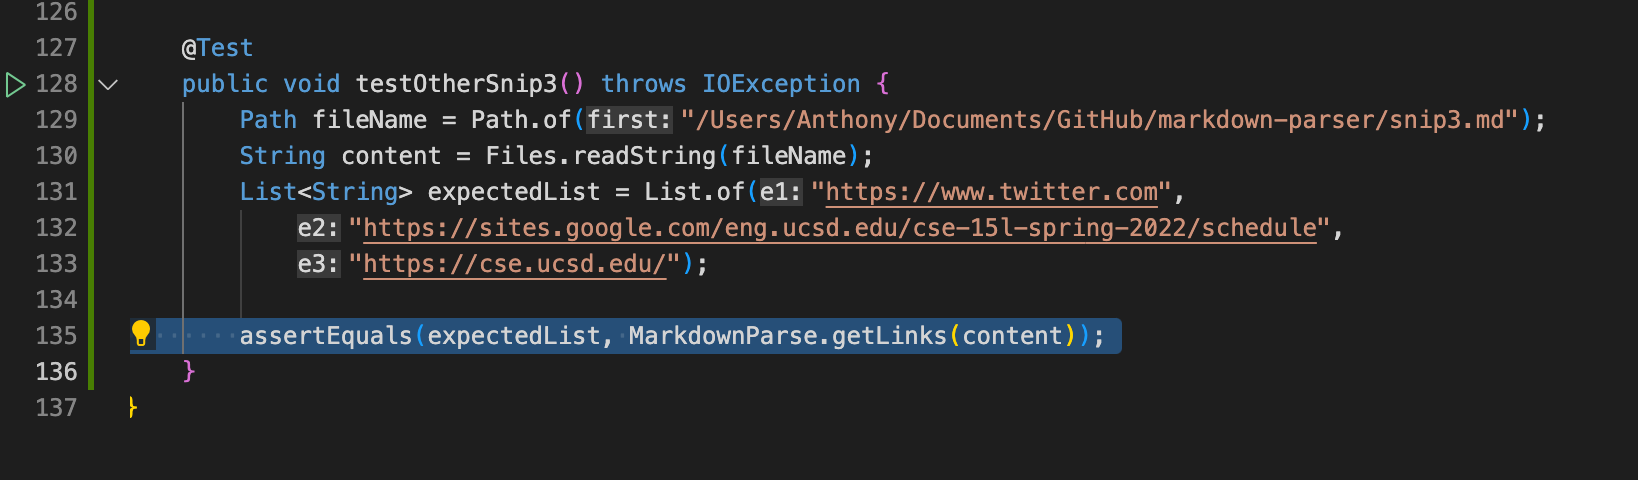 126
127 @Test
128 public void testOtherSnip3() throws IOException {
129 Path fileName = Path.of(first: "/Users/Anthony/Documents/GitHub/markdown-parser/snip3.md");
130 String content = Files.readString(fileName);
131 List<String> expectedList = List.of(e1: "https://www.twitter.com",
132 e2: "https://sites.google.com/eng.ucsd.edu/cse-15l-spring-2022/schedule",
133 e3: "https://cse.ucsd.edu/");
134
135 assertEquals(expectedList, MarkdownParse.getLinks(content));
136 }
137 }